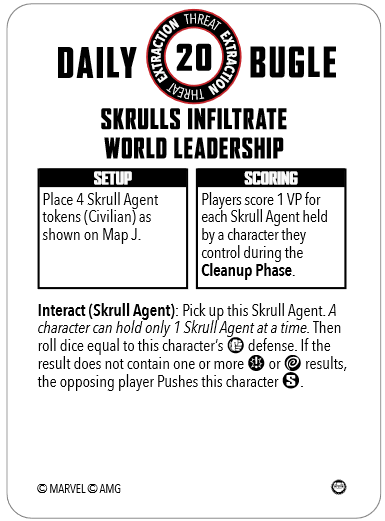 DAILY BUGLE
THREAT EXTRACTION THREAT EXTRACTION
20
SKRULLS INFILTRATE
WORLD LEADERSHIP
SETUP
Place 4 Skrull Agent
tokens (Civilian) as
shown on Map J.
SCORING
Players score 1 VP for
each Skrull Agent held
by a character they
control during the
Cleanup Phase.
Interact (Skrull Agent): Pick up this Skrull Agent. A
character can hold only 1 Skrull Agent at a time. Then
roll dice equal to this character's defense. If the
result does not contain one or more or results,
the opposing player Pushes this character S.
© MARVEL © AMG